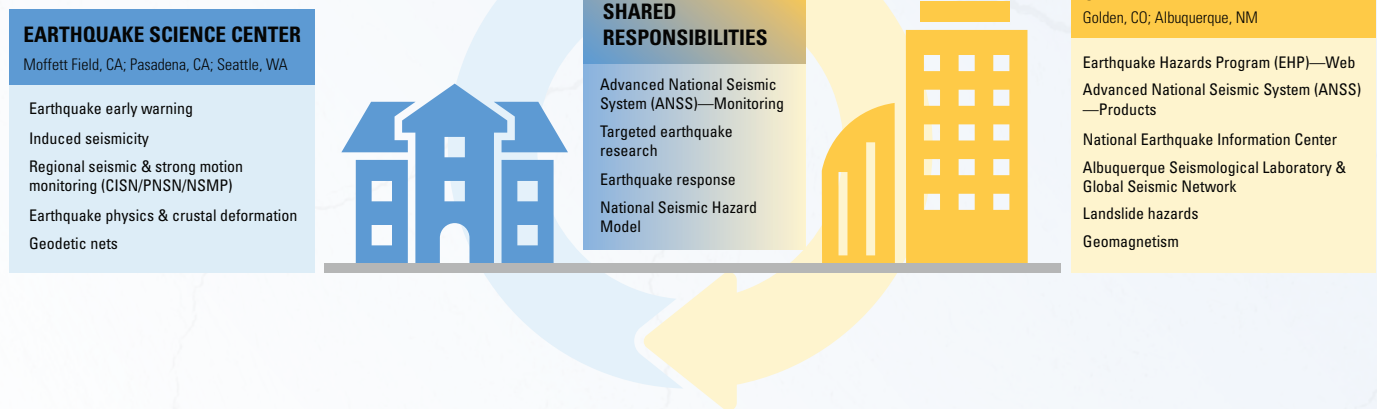 EARTHQUAKE SCIENCE CENTER
Moffett Field, CA; Pasadena, CA; Seattle, WA
Earthquake early warning
Induced seismicity
Regional seismic & strong motion
monitoring (CISN/PNSN/NSMP)
Earthquake physics & crustal deformation
Geodetic nets
SHARED
RESPONSIBILITIES
Advanced National Seismic
System (ANSS)—Monitoring
Targeted earthquake
research
Earthquake response
National Seismic Hazard
Model
Golden, CO; Albuquerque, NM
Earthquake Hazards Program (EHP)—Web
Advanced National Seismic System (ANSS)
—Products
National Earthquake Information Center
Albuquerque Seismological Laboratory &
Global Seismic Network
Landslide hazards
Geomagnetism